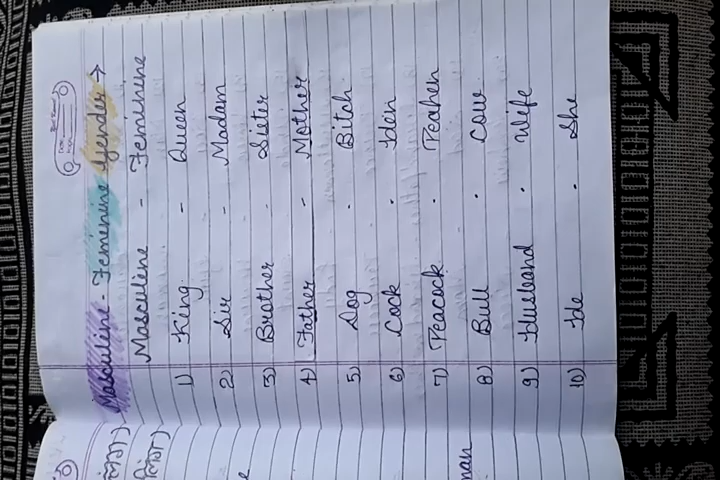 Masculine - Feminine Gender →
Masculine - Feminine
1) King - Queen
2) Sir - Madam
3) Brother - Sister
4) Father - Mother
5) Dog · Bitch
6) Cock · Hen
7) Peacock · Peahen
8) Bull · Cow
9) Husband · Wife
10) He · She
man